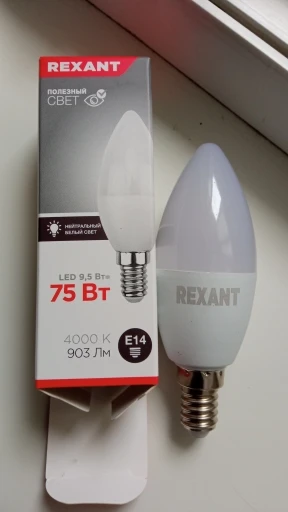 REXANT
ПОЛЕЗНЫЙ
СВЕТ
НЕЙТРАЛЬНЫЙ
БЕЛЫЙ СВЕТ
LED 9,5 Вт=
75 Вт
4000 К
903 Лм
E14
REXANT